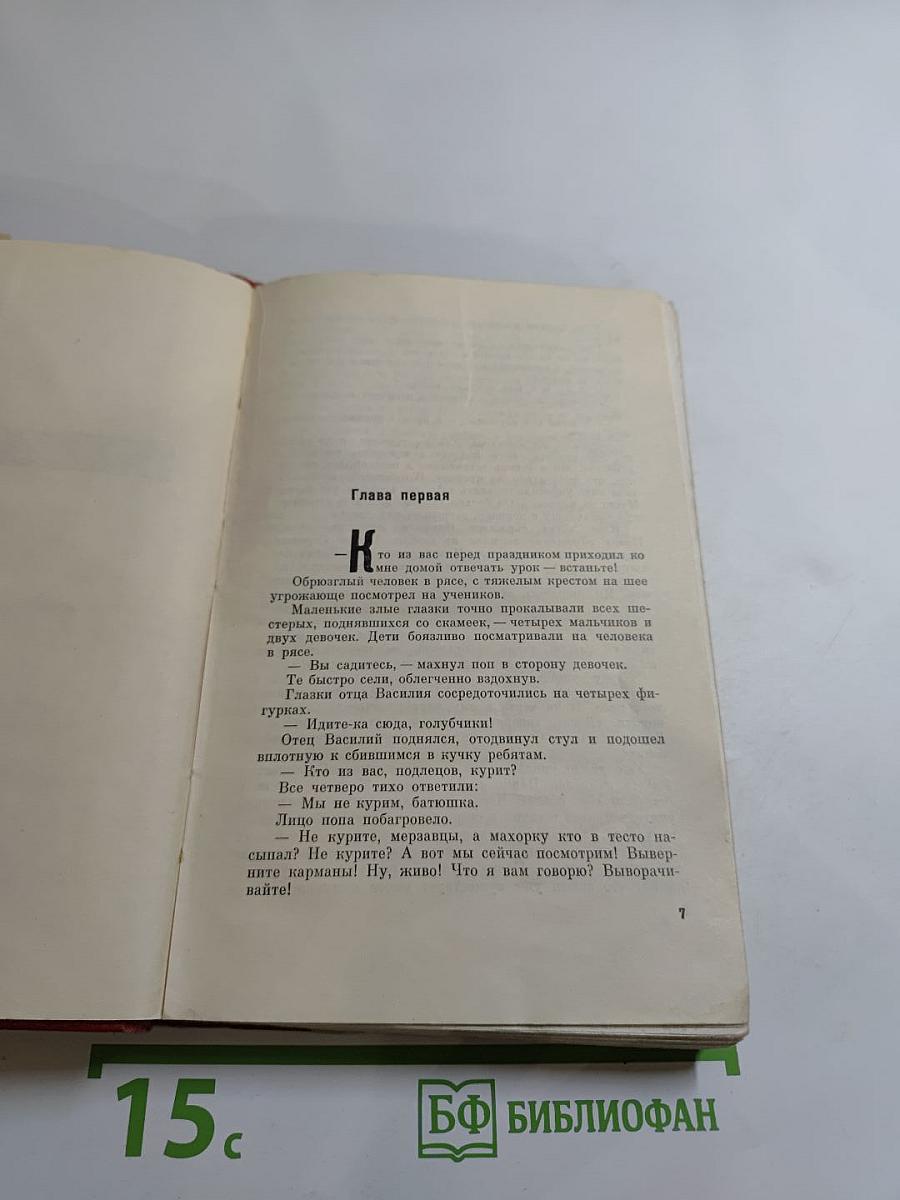 Глава первая
— Кто из вас перед праздником приходил ко
мне домой отвечать урок — встаньте!
Обрюзглый человек в рясе, с тяжелым крестом на шее
угрожающе посмотрел на учеников.
Маленькие злые глазки точно прокалывали всех ше-
стерых, поднявшихся со скамеек, — четырех мальчиков и
двух девочек. Дети боязливо посматривали на человека
в рясе.
— Вы садитесь, — махнул поп в сторону девочек.
Те быстро сели, облегченно вздохнув.
Глазки отца Василия сосредоточились на четырех фи-
гурках.
— Идите-ка сюда, голубчики!
Отец Василий поднялся, отодвинул стул и подошел
вплотную к сбившимся в кучку ребятам.
— Кто из вас, подлецов, курит?
Все четверо тихо ответили:
— Мы не курим, батюшка.
Лицо попа побагровело.
— Не курите, мерзавцы, а махорку кто в тесто на-
сыпал? Не курите? А вот мы сейчас посмотрим! Вывер-
ните карманы! Ну, живо! Что я вам говорю? Выворачи-
вайте!
7
15 с
БФ БИБЛИОФАН